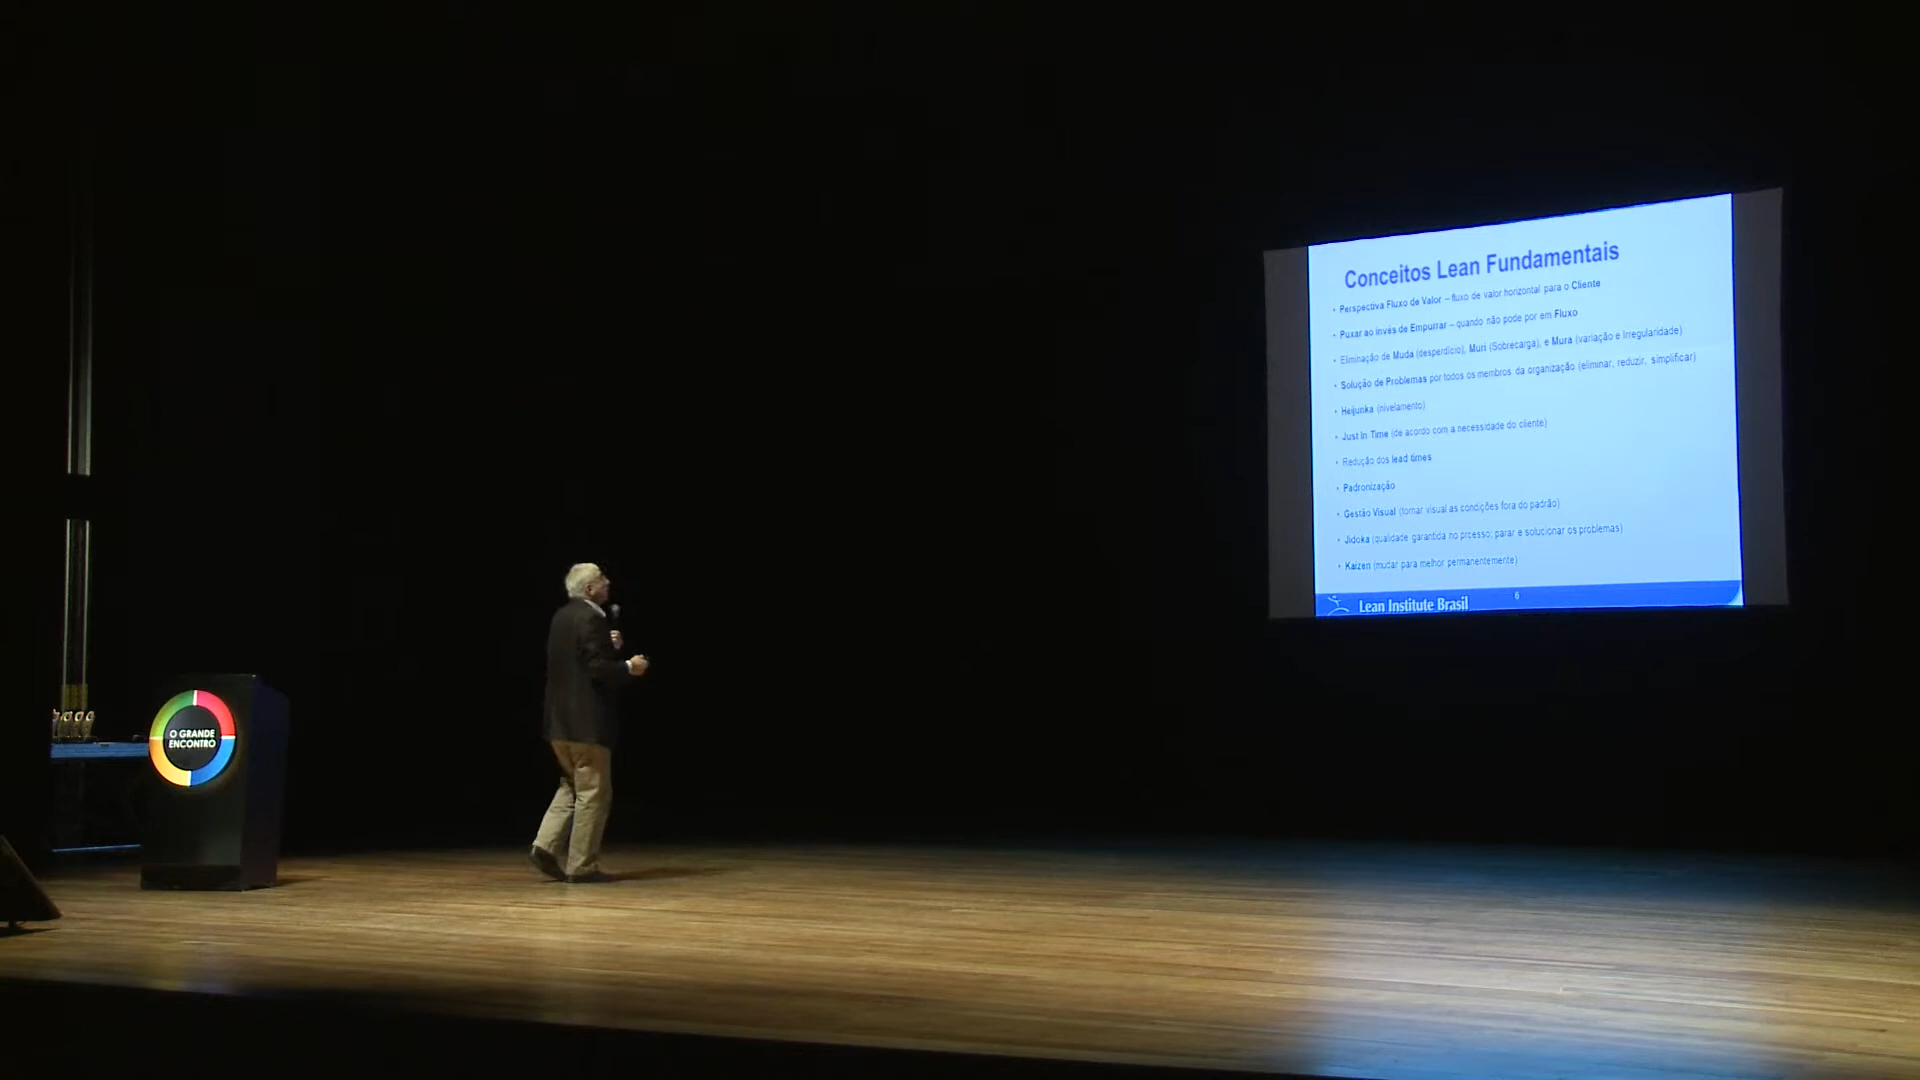 Conceitos Lean Fundamentais
• Perspectiva Fluxo de Valor – fluxo de valor horizontal para o Cliente
• Puxar ao invés de Empurrar – quando não pode por em Fluxo
• Eliminação de Muda (desperdício), Muri (Sobrecarga), e Mura (variação e Irregularidade)
• Solução de Problemas por todos os membros da organização (eliminar, reduzir, simplificar)
• Heijunka (nivelamento)
• Just In Time (de acordo com a necessidade do cliente)
• Redução dos lead times
• Padronização
• Gestão Visual (tornar visual as condições fora do padrão)
• Jidoka (qualidade garantida no prcesso; parar e solucionar os problemas)
• Kaizen (mudar para melhor permanentemente)
Lean Institute Brasil
6
O GRANDE
ENCONTRO